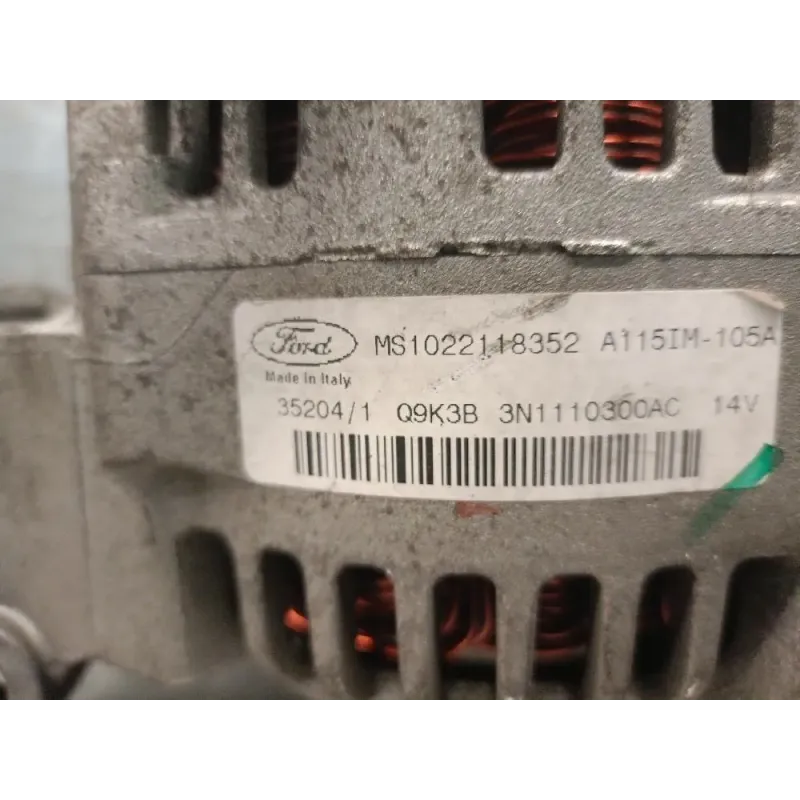 Ford MS1022118352 A115IM-105A
Made in Italy
35204/1 Q9K3B 3N1110300AC 14V